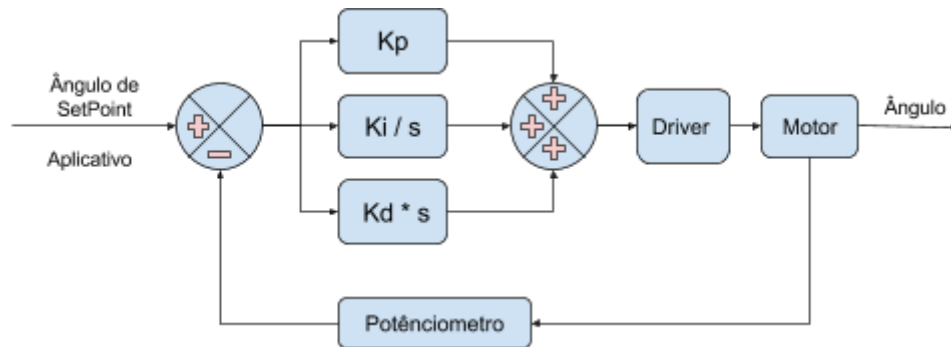 Ângulo de
SetPoint
Aplicativo
Kp
Ki / s
Kd * s
Driver
Motor
Ângulo
Potênciometro